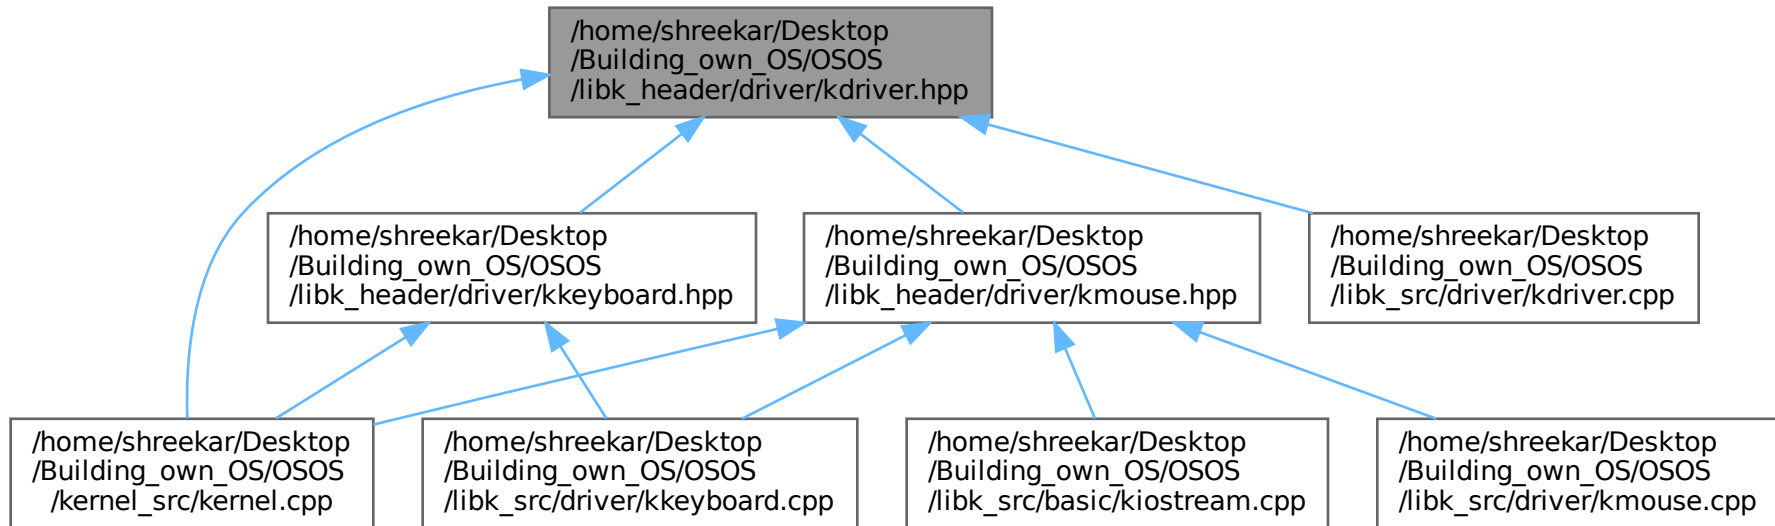 /home/shreekar/Desktop
/Building_own_OS/OSOS
/libk_header/driver/kdriver.hpp
/home/shreekar/Desktop
/Building_own_OS/OSOS
/libk_header/driver/kkeyboard.hpp
/home/shreekar/Desktop
/Building_own_OS/OSOS
/libk_header/driver/kmouse.hpp
/home/shreekar/Desktop
/Building_own_OS/OSOS
/libk_src/driver/kdriver.cpp
/home/shreekar/Desktop
/Building_own_OS/OSOS
/kernel_src/kernel.cpp
/home/shreekar/Desktop
/Building_own_OS/OSOS
/libk_src/driver/kkeyboard.cpp
/home/shreekar/Desktop
/Building_own_OS/OSOS
/libk_src/basic/kiostream.cpp
/home/shreekar/Desktop
/Building_own_OS/OSOS
/libk_src/driver/kmouse.cpp